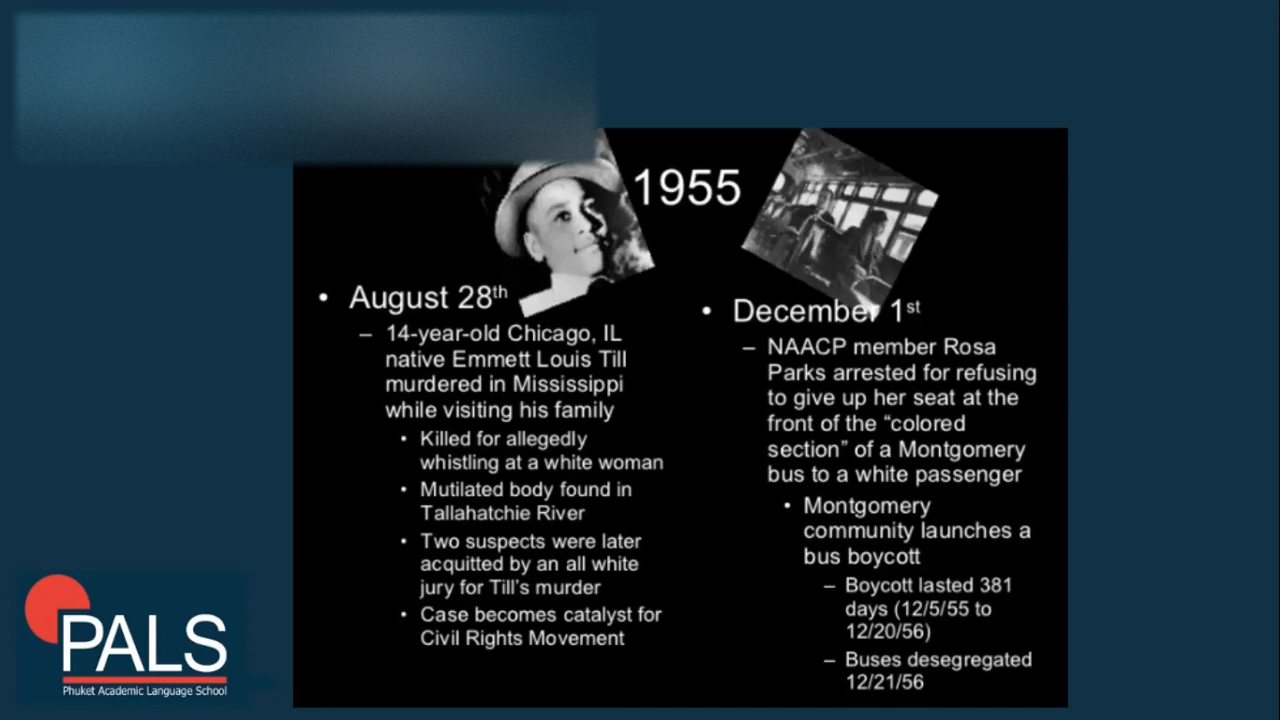 1955
• August 28th
– 14-year-old Chicago, IL
native Emmett Louis Till
murdered in Mississippi
while visiting his family
• Killed for allegedly
whistling at a white woman
• Mutilated body found in
Tallahatchie River
• Two suspects were later
acquitted by an all white
jury for Till's murder
• Case becomes catalyst for
Civil Rights Movement
• December 1st
– NAACP member Rosa
Parks arrested for refusing
to give up her seat at the
front of the “colored
section” of a Montgomery
bus to a white passenger
• Montgomery
community launches a
bus boycott
– Boycott lasted 381
days (12/5/55 to
12/20/56)
– Buses desegregated
12/21/56
PALS
Phuket Academic Language School